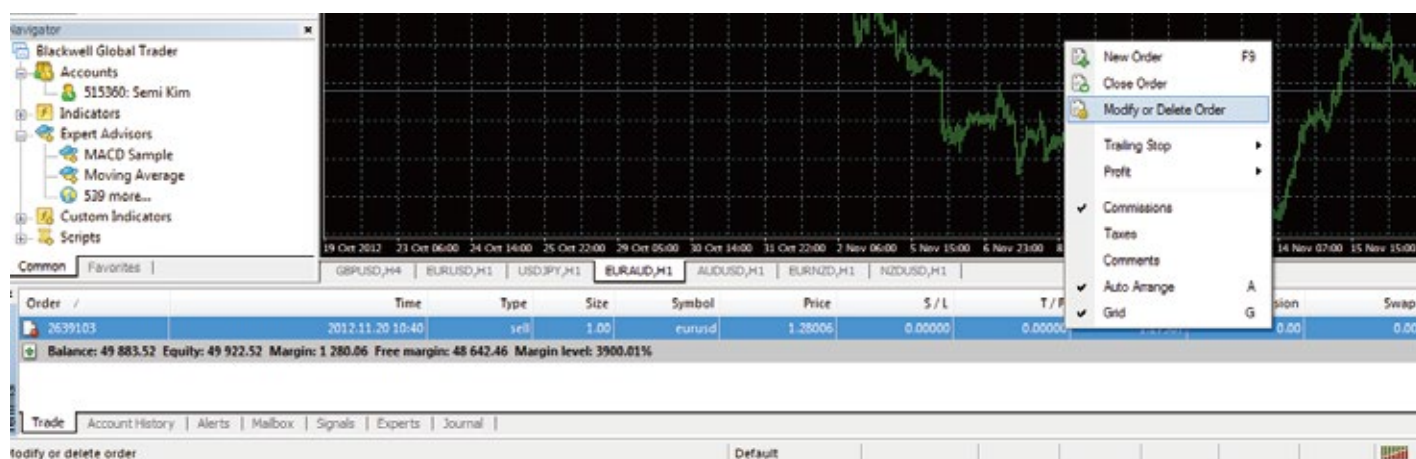 Navigator
Blackwell Global Trader
Accounts
515360: Semi Kim
Indicators
Expert Advisors
MACD Sample
Moving Average
539 more...
Custom Indicators
Scripts
Common Favorites
New Order F9
Close Order
Modify or Delete Order
Trailing Stop
Profit
Commissions
Taxes
Comments
Auto Arrange A
Grid G
19 Oct 2012 23 Oct 06:00 24 Oct 14:00 25 Oct 22:00 29 Oct 05:00 30 Oct 14:00 31 Oct 22:00 2 Nov 06:00 5 Nov 15:00 6 Nov 23:00 8 14 Nov 07:00 15 Nov 15:00
GBPUSD,H4 EURUSD,H1 USDJPY,H1 EURAUD,H1 AUDUSD,H1 EURNZD,H1 NZDUSD,H1
Order / Time Type Size Symbol Price S / L T / P sion Swap
2639103 2012.11.20 10:40 sell 1.00 eurusd 1.28006 0.00000 0.00000 0.00 0.00
Balance: 49 883.52 Equity: 49 922.52 Margin: 1 280.06 Free margin: 48 642.46 Margin level: 3900.01%
Trade Account History Alerts Mailbox Signals Experts Journal
Modify or delete order Default